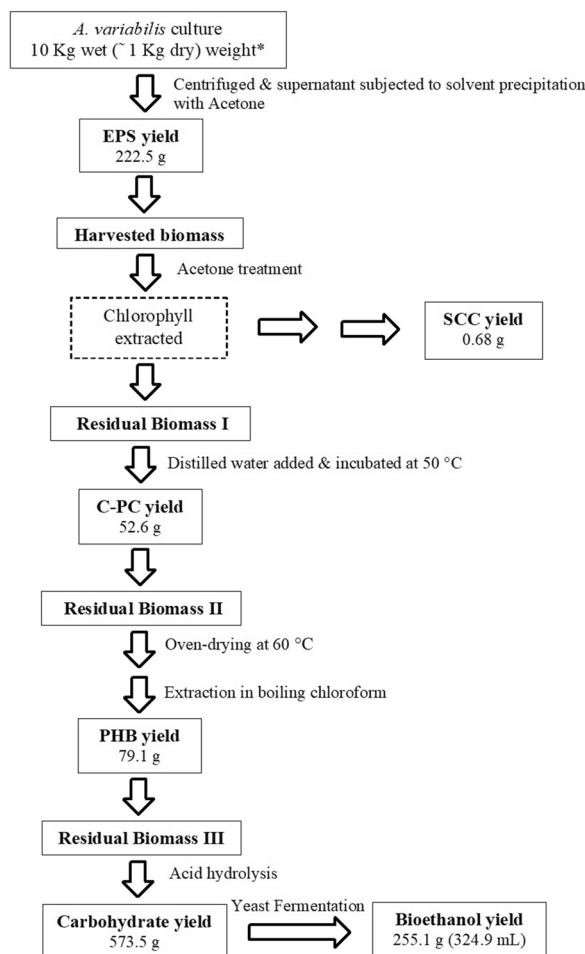 A. variabilis culture
10 Kg wet (~ 1 Kg dry) weight*
Centrifuged & supernatant subjected to solvent precipitation
with Acetone
EPS yield
222.5 g
Harvested biomass
Acetone treatment
Chlorophyll
extracted
SCC yield
0.68 g
Residual Biomass I
Distilled water added & incubated at 50 °C
C-PC yield
52.6 g
Residual Biomass II
Oven-drying at 60 °C
Extraction in boiling chloroform
PHB yield
79.1 g
Residual Biomass III
Acid hydrolysis
Carbohydrate yield
573.5 g
Yeast Fermentation
Bioethanol yield
255.1 g (324.9 mL)